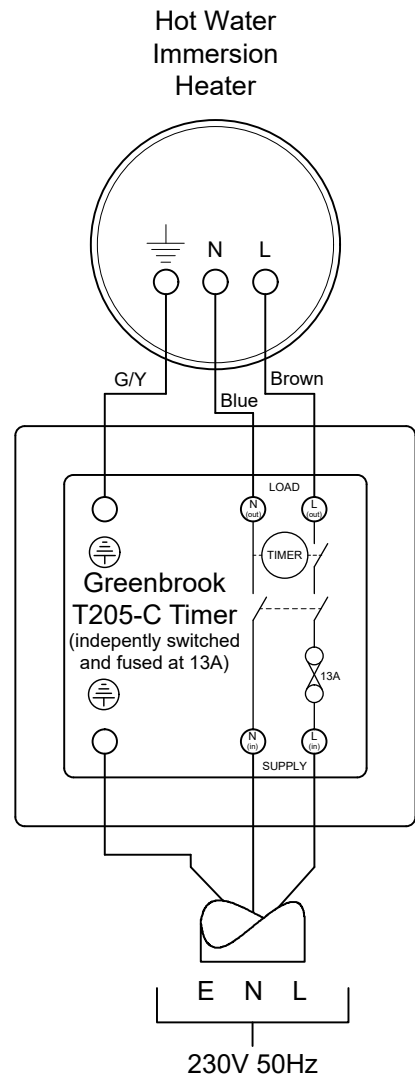 Hot Water
Immersion
Heater
N L
G/Y
Blue
Brown
LOAD
N
(out)
L
(out)
TIMER
Greenbrook
T205-C Timer
(indepently switched
and fused at 13A)
13A
N
(in)
L
(in)
SUPPLY
E N L
230V 50Hz